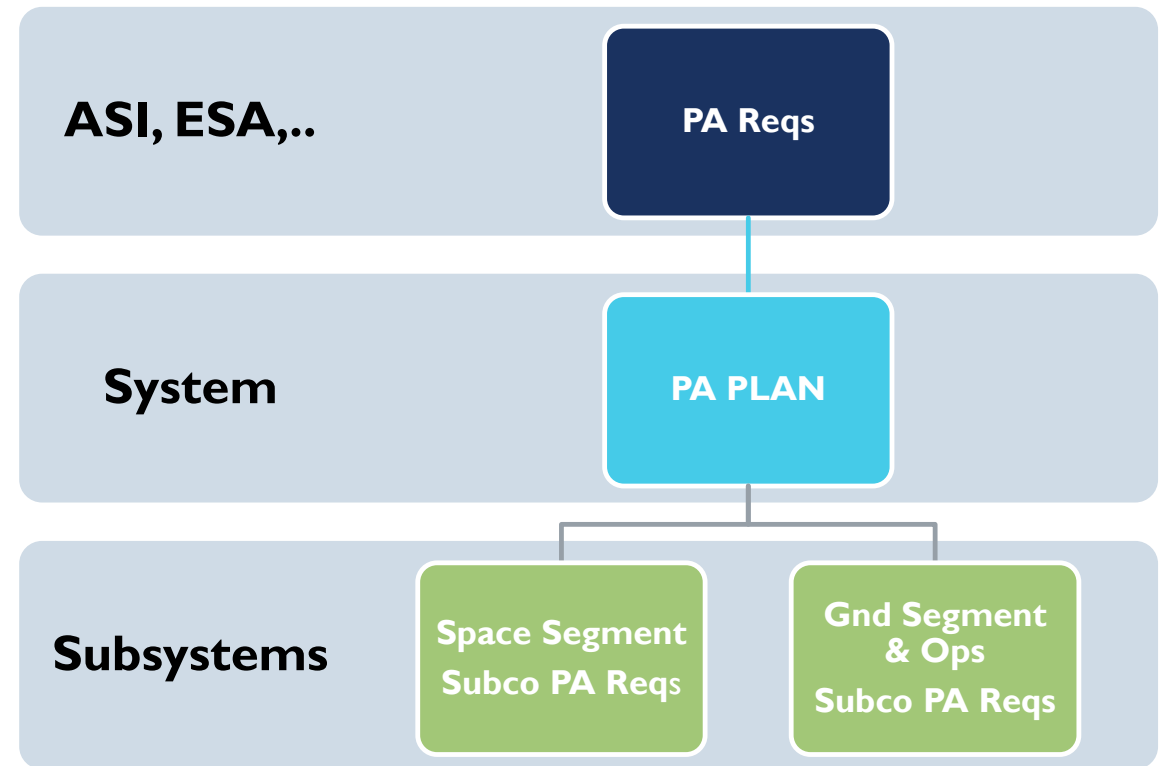 ASI, ESA,..
PA Reqs
System
PA PLAN
Subsystems
Space Segment
Subco PA Reqs
Gnd Segment
& Ops
Subco PA Reqs